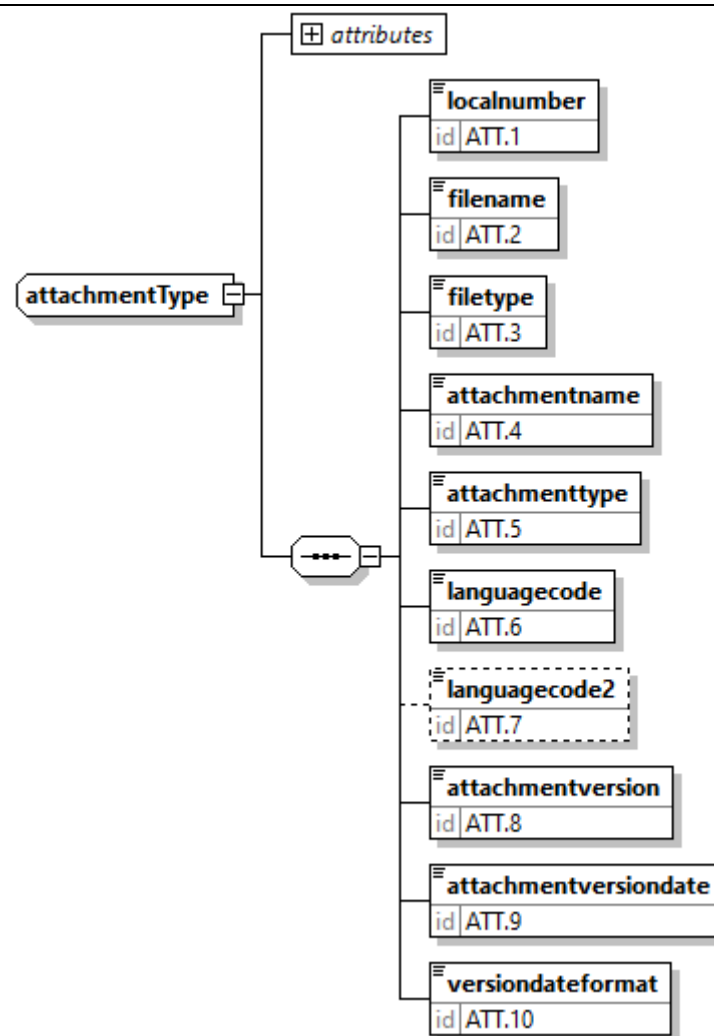 attributes
localnumber
id ATT.1
filename
id ATT.2
filetype
id ATT.3
attachmentType
attachmentname
id ATT.4
attachmenttype
id ATT.5
languagecode
id ATT.6
languagecode2
id ATT.7
attachmentversion
id ATT.8
attachmentversiondate
id ATT.9
versiondateformat
id ATT.10